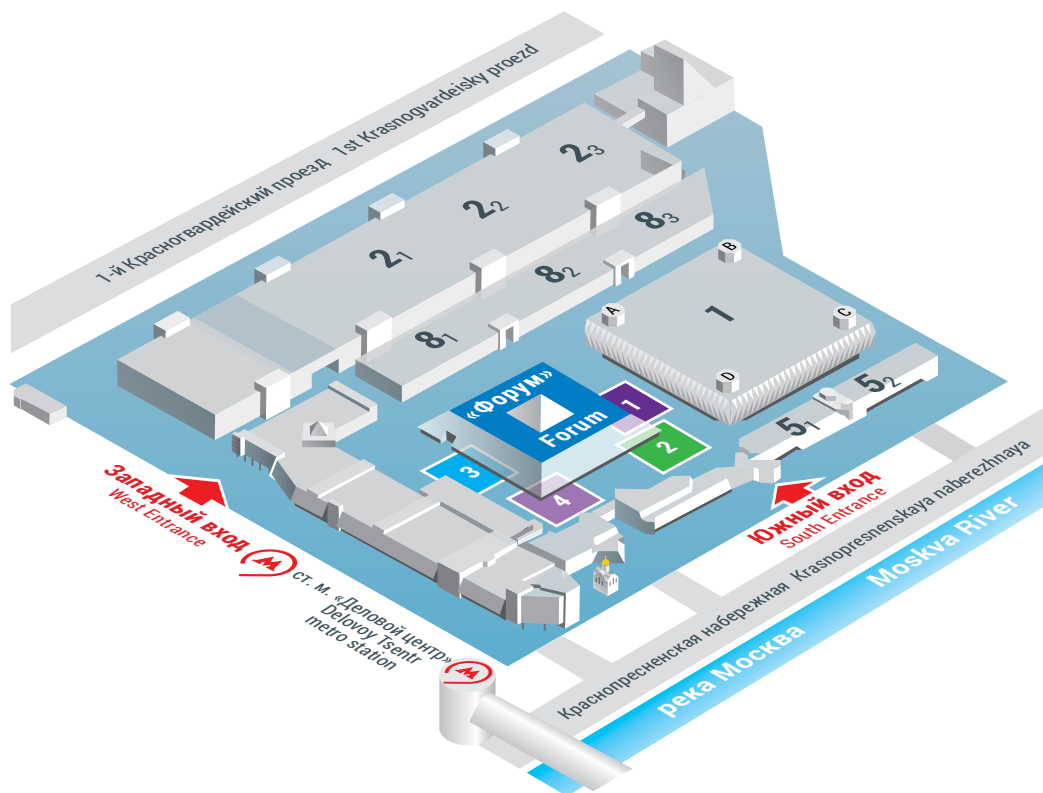 1-й Красногвардейский проезд 1st Krasnogvardeisky proezd
2₃
2₂
2₁
8₃
8₂
8₁
B
A
1
C
D
5₂
5₁
«Форум»
Forum
1
2
3
4
Западный вход
West Entrance
Южный вход
South Entrance
ст. м. «Деловой центр»
Delovoy Tsentr
metro station
Краснопресненская набережная Krasnopresnenskaya naberezhnaya
река Москва Moskva River